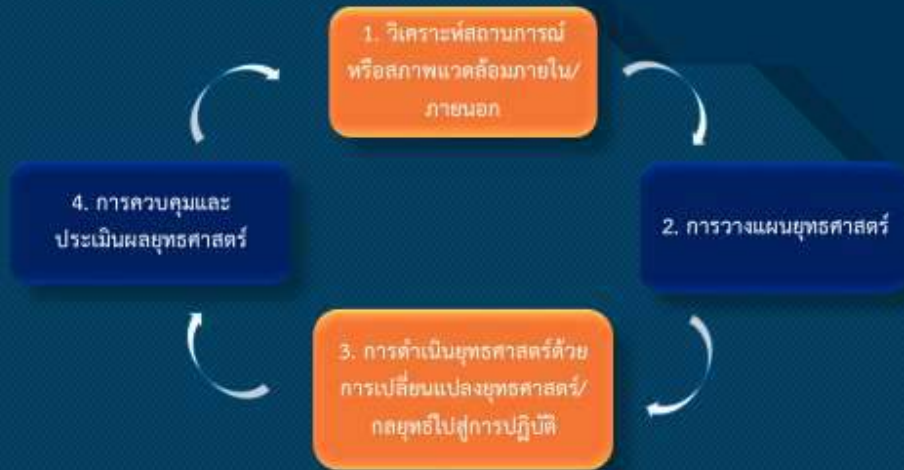 1. วิเคราะห์สถานการณ์
หรือสภาพแวดล้อมภายใน/
ภายนอก
2. การวางแผนยุทธศาสตร์
3. การดำเนินยุทธศาสตร์ด้วย
การเปลี่ยนแปลงยุทธศาสตร์/
กลยุทธ์ไปสู่การปฏิบัติ
4. การควบคุมและ
ประเมินผลยุทธศาสตร์